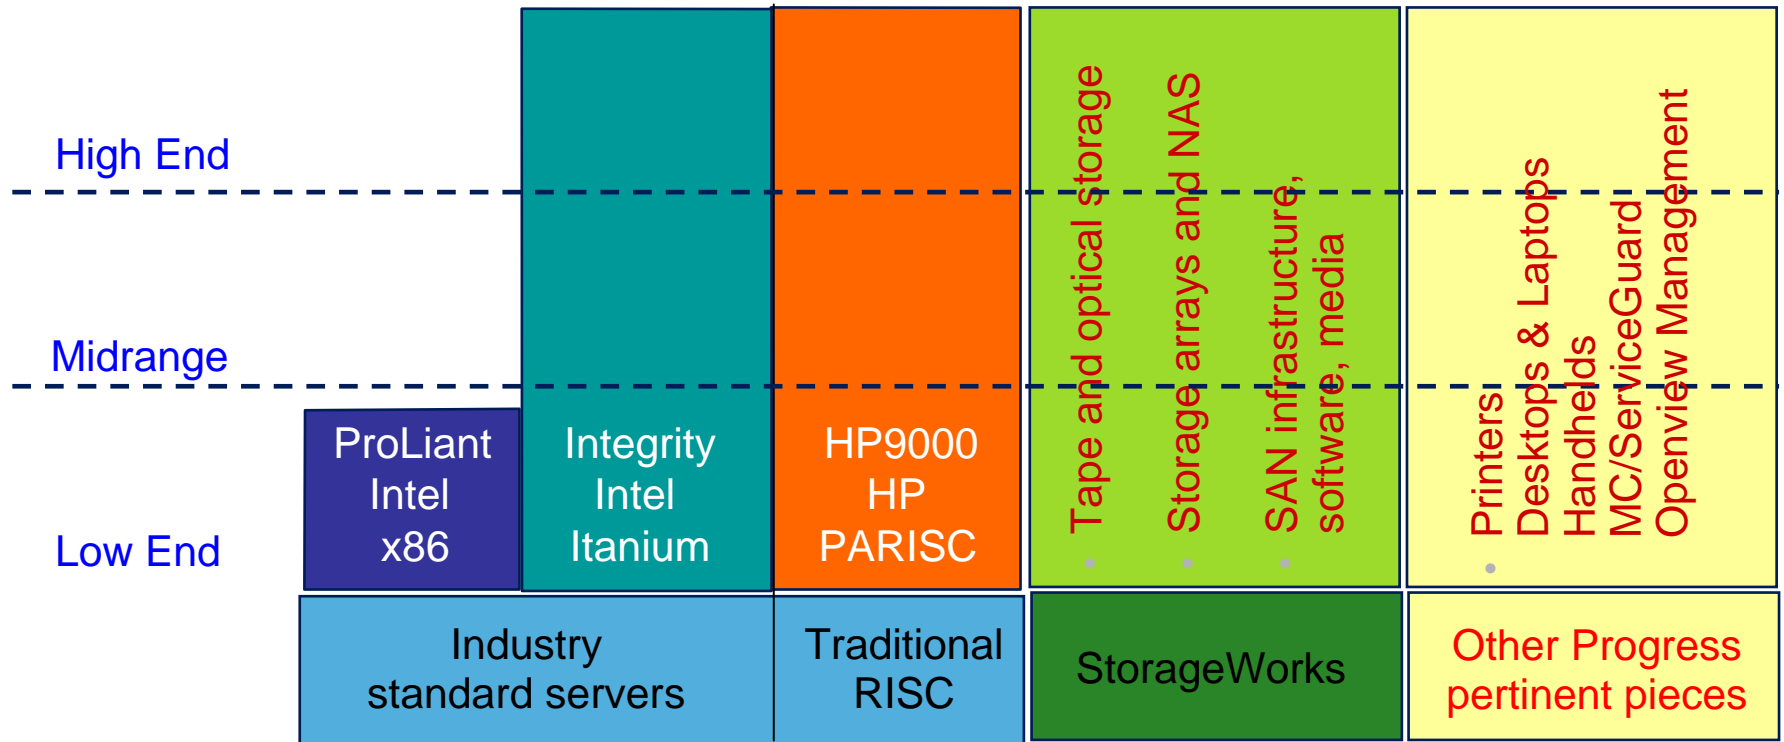 High End
Midrange
Low End
ProLiant
Intel
x86
Integrity
Intel
Itanium
HP9000
HP
PARISC
• Tape and optical storage
• Storage arrays and NAS
• SAN infrastructure,
software, media
• Printers
Desktops & Laptops
Handhelds
MC/ServiceGuard
Openview Management
Industry
standard servers
Traditional
RISC
StorageWorks
Other Progress
pertinent pieces